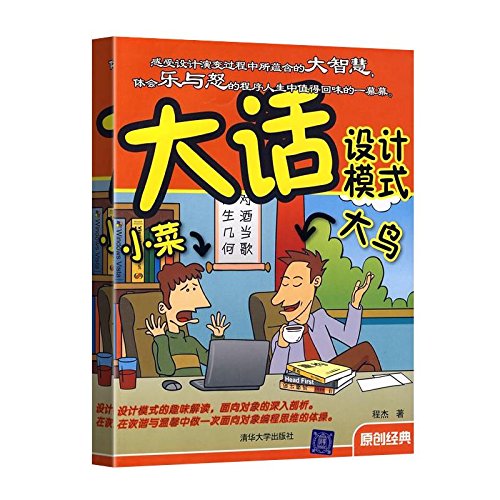 感受设计演变过程中所蕴含的大智慧，
体会乐与怒的程序人生中值得回味的一幕幕。
大话
设计
模式
对酒当歌
人生几何
小菜
大鸟
Windows Vista
Head First
设计模式的趣味解读，面向对象的深入剖析。
在诙谐与温馨中做一次面向对象编程思维的体操。
程杰 著
清华大学出版社
原创经典